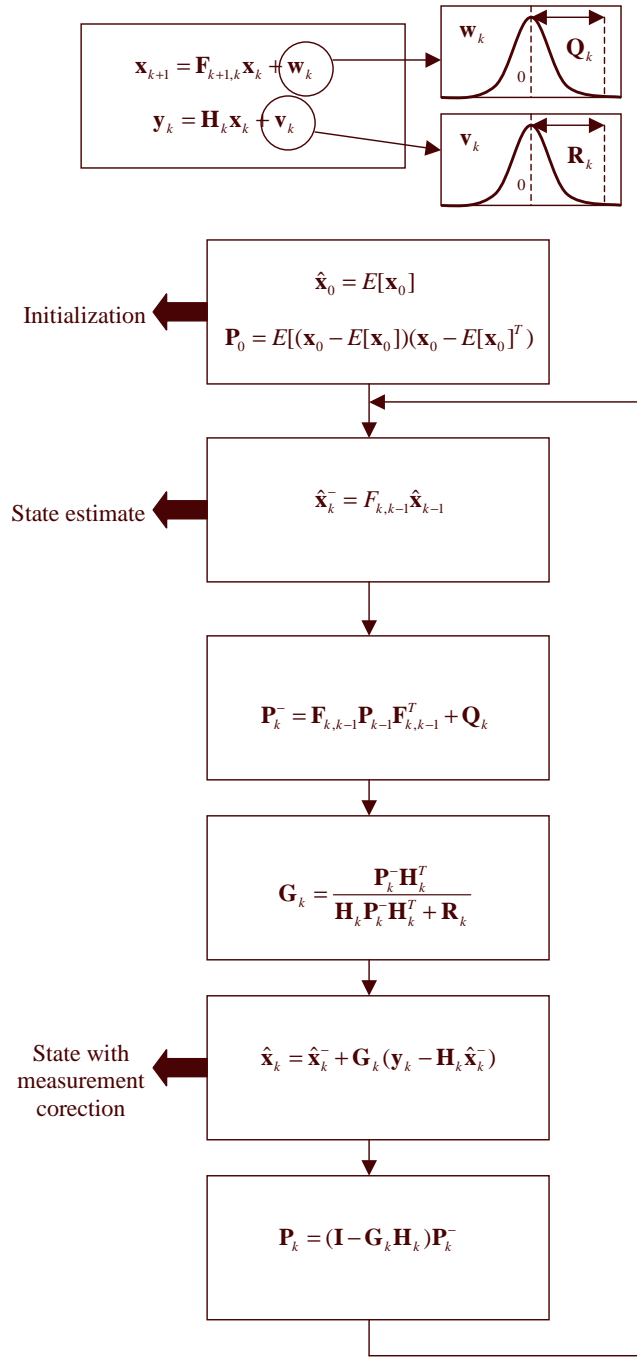 x_{k+1} = F_{k+1,k}x_k + w_k
y_k = H_k x_k + v_k
w_k
Q_k
0
v_k
R_k
0
Initialization
x̂_0 = E[x_0]
P_0 = E[(x_0 − E[x_0])(x_0 − E[x_0]^T)
State estimate
x̂_k^− = F_{k,k−1}x̂_{k−1}
P_k^− = F_{k,k−1}P_{k−1}F_{k,k−1}^T + Q_k
G_k = \frac{P_k^− H_k^T}{H_k P_k^− H_k^T + R_k}
State with
measurement
corection
x̂_k = x̂_k^− + G_k(y_k − H_k x̂_k^−)
P_k = (I − G_k H_k)P_k^−